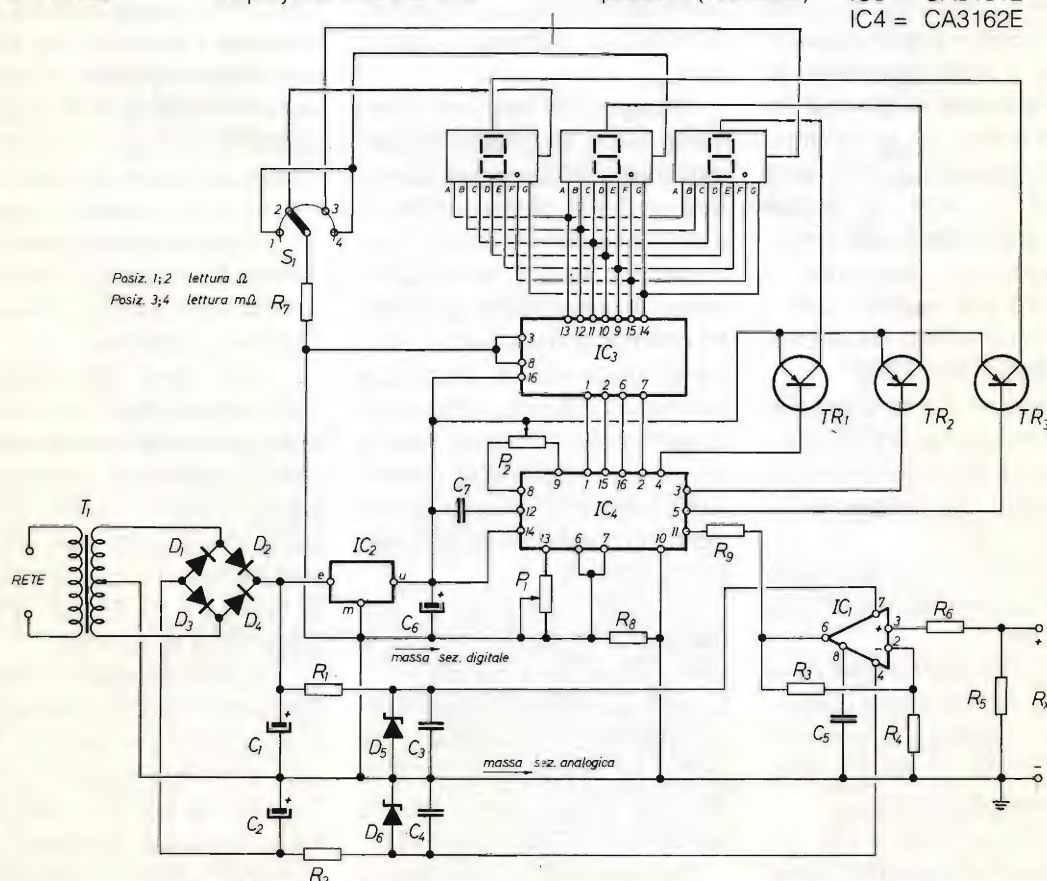 IC4 = CA3162E
A B C D E F G A B C D E F G A B C D E F G
2 3
1 4
S1
Posiz. 1;2 lettura Ω
Posiz. 3;4 lettura mΩ
R7
13 12 11 10 9 15 14
3
8
16
IC3
1 2 6 7
TR1
TR2
TR3
P2
9 1 15 16 2 4
8
12
14
IC4
3
5
11
13 6 7 10
C7
R9
T1
RETE
D1
D2
D3
D4
IC2
e u
m
C6
P1
R8
massa sez. digitale
IC1
7
6
8
+ 3
- 2
4
R6
+
R1
R3
R5
C1
+
D5
C3
C5
R4
massa sez. analogica
-
C2
+
D6
C4